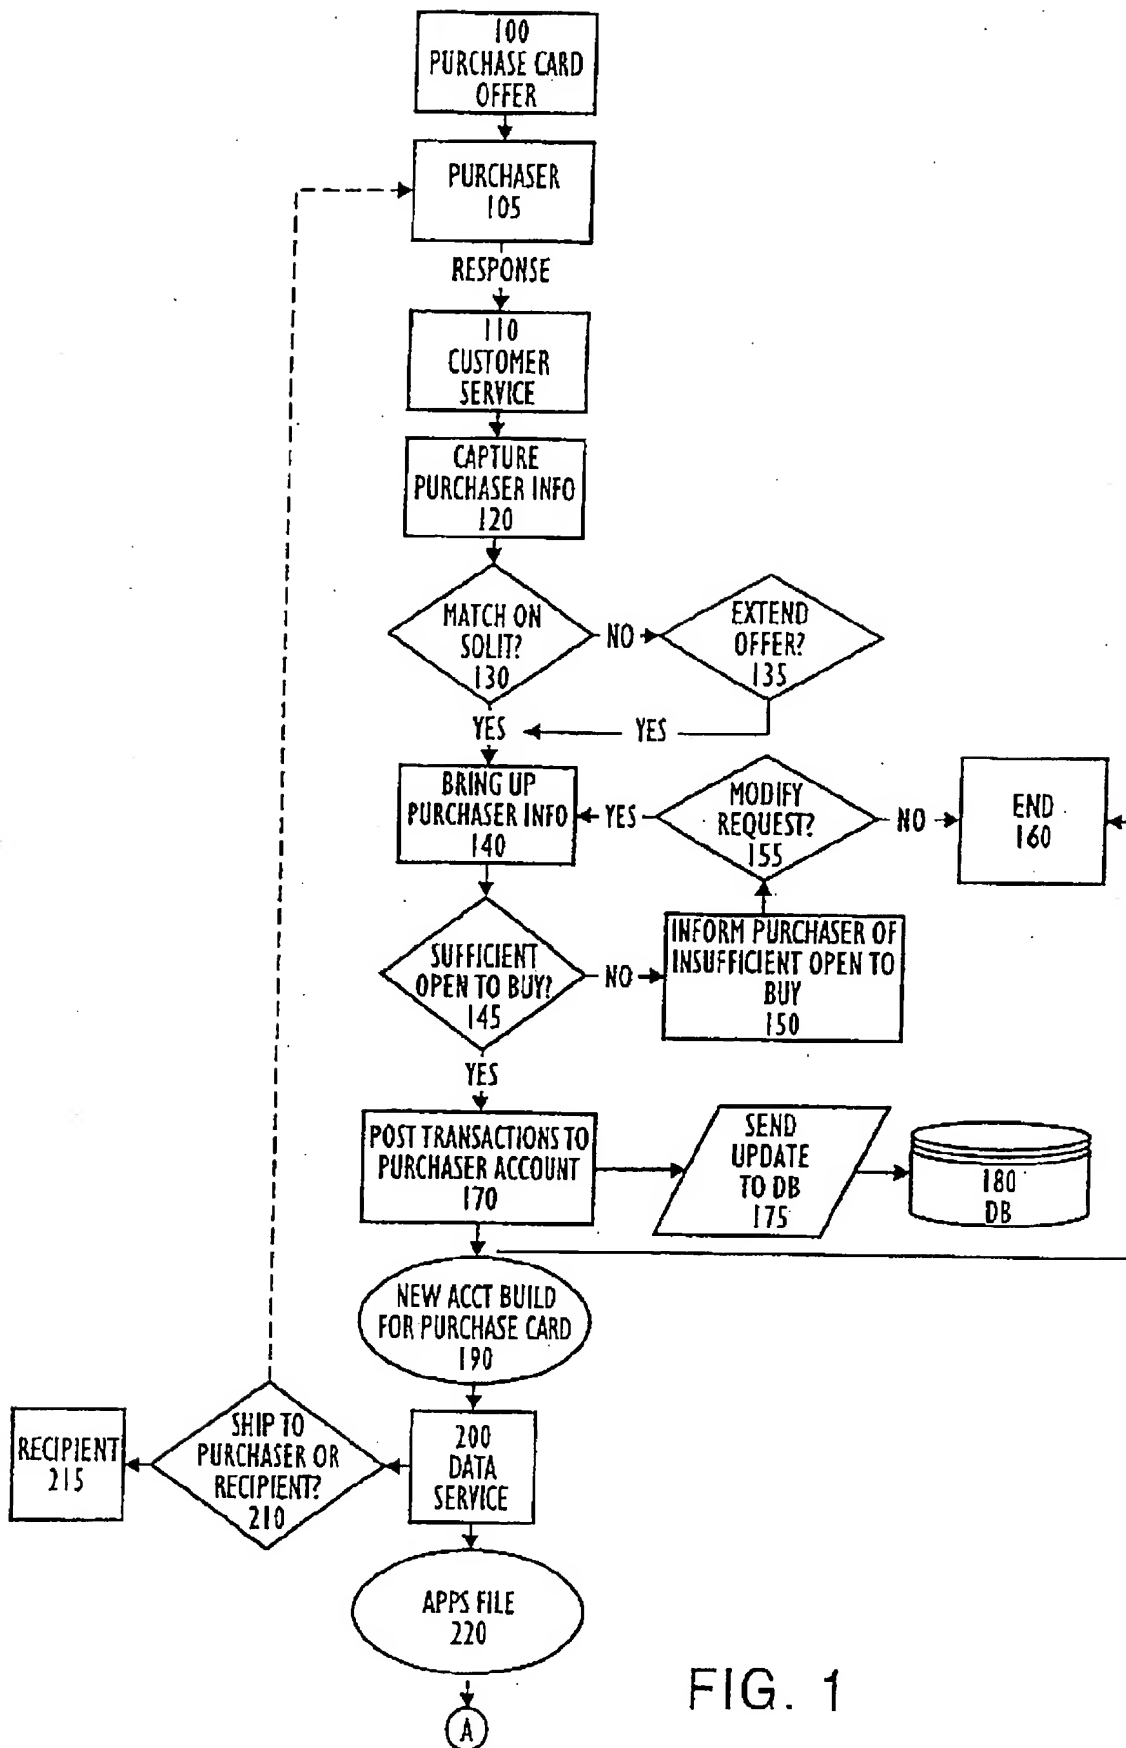 100
PURCHASE CARD
OFFER
PURCHASER
105
RESPONSE
110
CUSTOMER
SERVICE
CAPTURE
PURCHASER INFO
120
MATCH ON
SOLIT?
130
NO
EXTEND
OFFER?
135
YES
YES
BRING UP
PURCHASER INFO
140
YES
MODIFY
REQUEST?
155
NO
END
160
SUFFICIENT
OPEN TO BUY?
145
NO
INFORM PURCHASER OF
INSUFFICIENT OPEN TO
BUY
150
YES
POST TRANSACTIONS TO
PURCHASER ACCOUNT
170
SEND
UPDATE
TO DB
175
180
DB
NEW ACCT BUILD
FOR PURCHASE CARD
190
RECIPIENT
215
SHIP TO
PURCHASER OR
RECIPIENT?
210
200
DATA
SERVICE
APPS FILE
220
A
FIG. 1